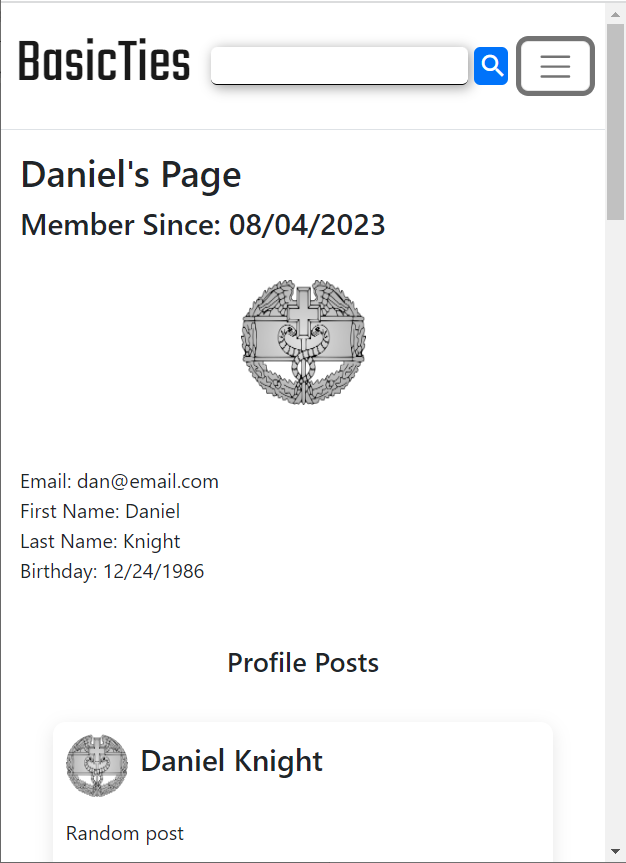 BasicTies
Daniel's Page
Member Since: 08/04/2023
Email: dan@email.com
First Name: Daniel
Last Name: Knight
Birthday: 12/24/1986
Profile Posts
Daniel Knight
Random post